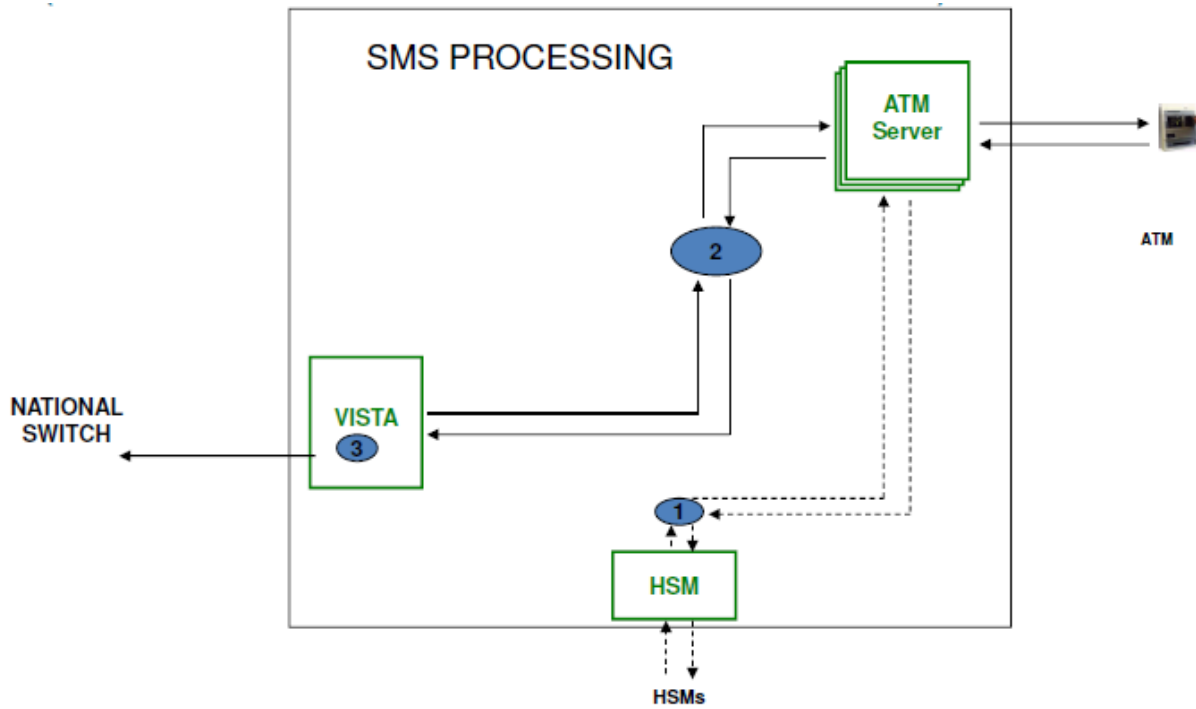 SMS PROCESSING
ATM
Server
ATM
2
NATIONAL
SWITCH
VISTA
3
1
HSM
HSMs